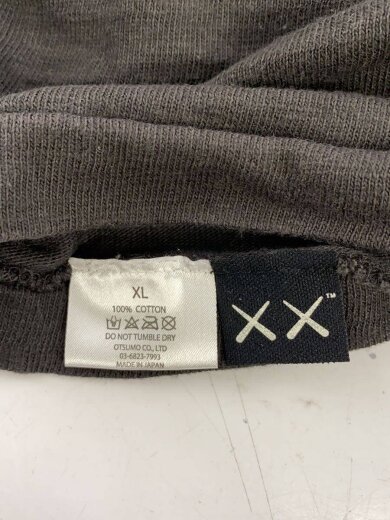 XL
100% COTTON
DO NOT TUMBLE DRY
OTSUMO CO., LTD
03-6823-7993
MADE IN JAPAN
XX™